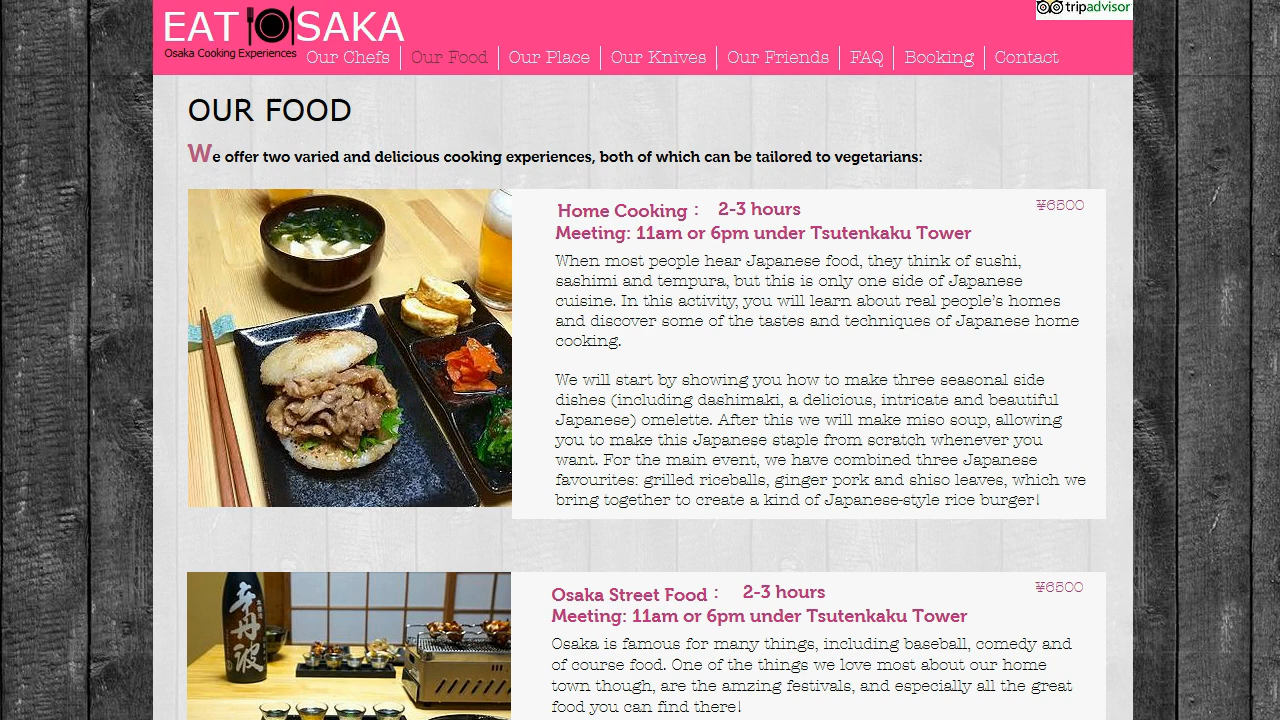 EAT OSAKA
Osaka Cooking Experiences
tripadvisor
Our Chefs
Our Food
Our Place
Our Knives
Our Friends
FAQ
Booking
Contact
OUR FOOD
We offer two varied and delicious cooking experiences, both of which can be tailored to vegetarians:
Home Cooking : 2-3 hours
¥6500
Meeting: 11am or 6pm under Tsutenkaku Tower
When most people hear Japanese food, they think of sushi,
sashimi and tempura, but this is only one side of Japanese
cuisine. In this activity, you will learn about real people's homes
and discover some of the tastes and techniques of Japanese home
cooking.
We will start by showing you how to make three seasonal side
dishes (including dashimaki, a delicious, intricate and beautiful
Japanese) omelette. After this we will make miso soup, allowing
you to make this Japanese staple from scratch whenever you
want. For the main event, we have combined three Japanese
favourites: grilled riceballs, ginger pork and shiso leaves, which we
bring together to create a kind of Japanese-style rice burger!
辛丹波
Osaka Street Food : 2-3 hours
¥6500
Meeting: 11am or 6pm under Tsutenkaku Tower
Osaka is famous for many things, including baseball, comedy and
of course food. One of the things we love most about our home
town though, are the amzing festivals, and especially all the great
food you can find there!